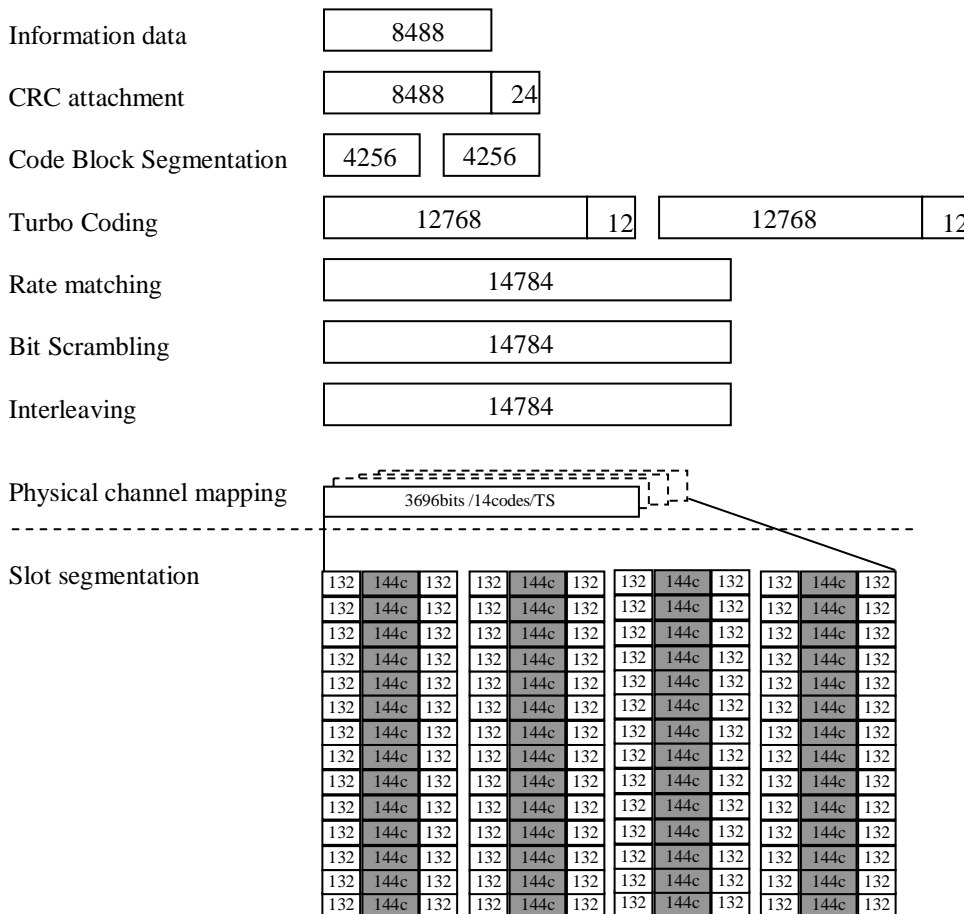 Information data 8488
CRC attachment 8488 24
Code Block Segmentation 4256 4256
Turbo Coding 12768 12 12768 12
Rate matching 14784
Bit Scrambling 14784
Interleaving 14784
Physical channel mapping 3696bits /14codes/TS
Slot segmentation
132 144c 132 132 144c 132 132 144c 132 132 144c 132
132 144c 132 132 144c 132 132 144c 132 132 144c 132
132 144c 132 132 144c 132 132 144c 132 132 144c 132
132 144c 132 132 144c 132 132 144c 132 132 144c 132
132 144c 132 132 144c 132 132 144c 132 132 144c 132
132 144c 132 132 144c 132 132 144c 132 132 144c 132
132 144c 132 132 144c 132 132 144c 132 132 144c 132
132 144c 132 132 144c 132 132 144c 132 132 144c 132
132 144c 132 132 144c 132 132 144c 132 132 144c 132
132 144c 132 132 144c 132 132 144c 132 132 144c 132
132 144c 132 132 144c 132 132 144c 132 132 144c 132
132 144c 132 132 144c 132 132 144c 132 132 144c 132
132 144c 132 132 144c 132 132 144c 132 132 144c 132
132 144c 132 132 144c 132 132 144c 132 132 144c 132